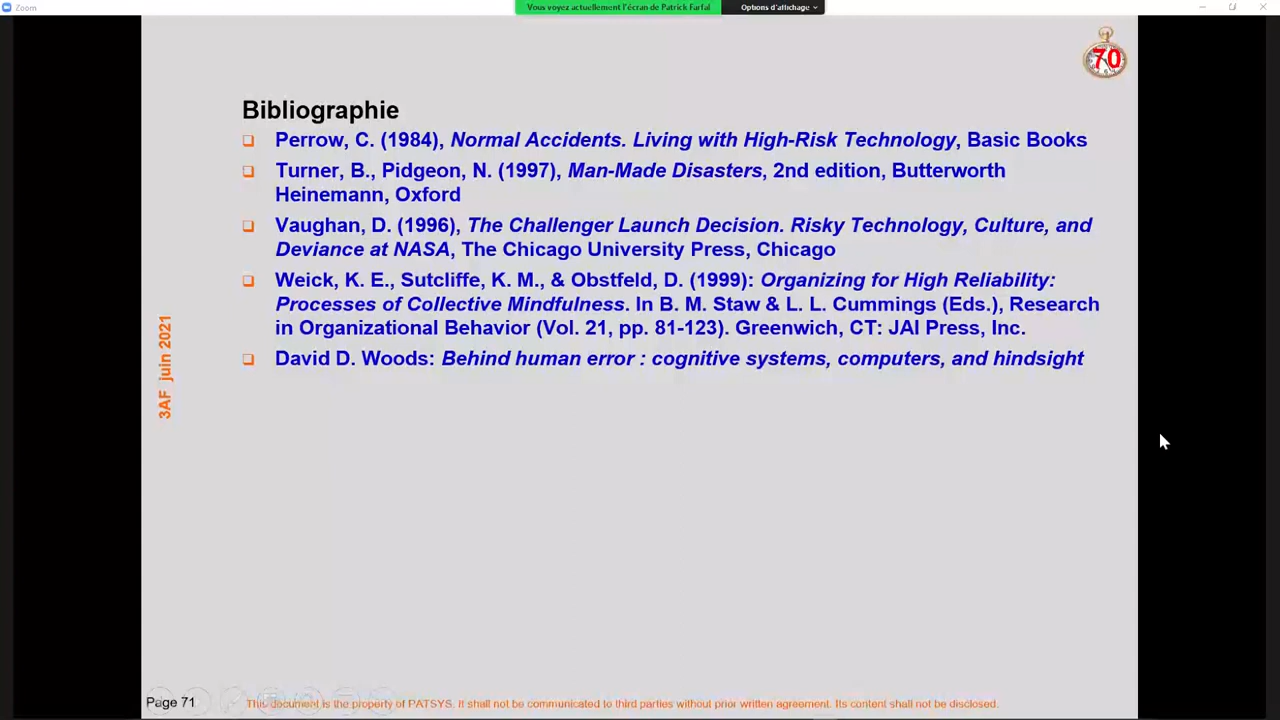 Zoom
Vous voyez actuellement l'écran de Patrick Farfal
Options d'affichage
70
Bibliographie
Perrow, C. (1984), Normal Accidents. Living with High-Risk Technology, Basic Books
Turner, B., Pidgeon, N. (1997), Man-Made Disasters, 2nd edition, Butterworth
Heinemann, Oxford
Vaughan, D. (1996), The Challenger Launch Decision. Risky Technology, Culture, and
Deviance at NASA, The Chicago University Press, Chicago
Weick, K. E., Sutcliffe, K. M., & Obstfeld, D. (1999): Organizing for High Reliability:
Processes of Collective Mindfulness. In B. M. Staw & L. L. Cummings (Eds.), Research
in Organizational Behavior (Vol. 21, pp. 81-123). Greenwich, CT: JAI Press, Inc.
David D. Woods: Behind human error : cognitive systems, computers, and hindsight
3AF juin 2021
Page 71
This document is the property of PATSYS. It shall not be communicated to third parties without prior written agreement. Its content shall not be disclosed.